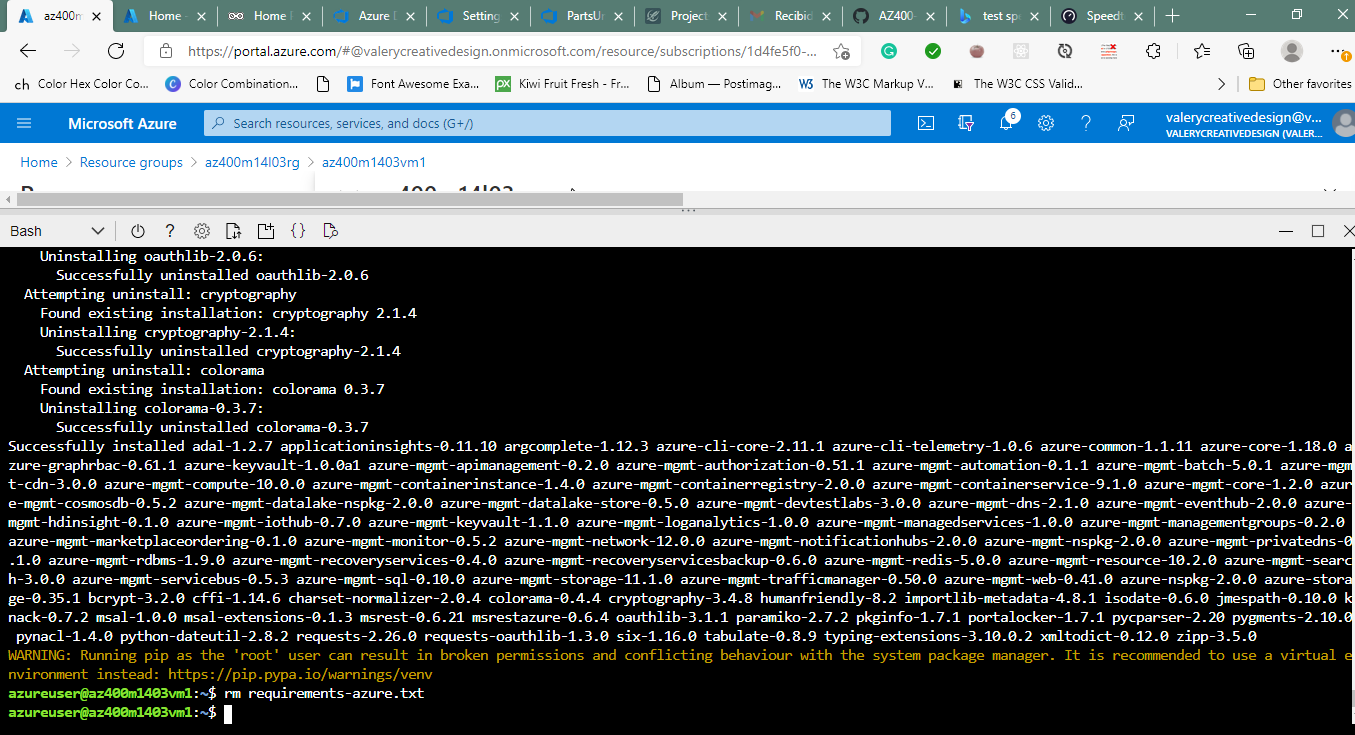 az400m
Home -
Home
Azure D
Setting
PartsUn
Project
Recibid
AZ400-
test spe
Speedt
https://portal.azure.com/#@valerycreativedesign.onmicrosoft.com/resource/subscriptions/1d4fe5f0-...
ch Color Hex Color Co...
Color Combination...
Font Awesome Exa...
Kiwi Fruit Fresh - Fr...
Album — Postimag...
The W3C Markup V...
The W3C CSS Valid...
Other favorites
Microsoft Azure
Search resources, services, and docs (G+/)
6
valerycreativedesign@v...
VALERYCREATIVEDESIGN (VALER...
Home > Resource groups > az400m14l03rg > az400m1403vm1
Bash
Uninstalling oauthlib-2.0.6:
Successfully uninstalled oauthlib-2.0.6
Attempting uninstall: cryptography
Found existing installation: cryptography 2.1.4
Uninstalling cryptography-2.1.4:
Successfully uninstalled cryptography-2.1.4
Attempting uninstall: colorama
Found existing installation: colorama 0.3.7
Uninstalling colorama-0.3.7:
Successfully uninstalled colorama-0.3.7
Successfully installed adal-1.2.7 applicationinsights-0.11.10 argcomplete-1.12.3 azure-cli-core-2.11.1 azure-cli-telemetry-1.0.6 azure-common-1.1.11 azure-core-1.18.0 a
zure-graphrbac-0.61.1 azure-keyvault-1.0.0a1 azure-mgmt-apimanagement-0.2.0 azure-mgmt-authorization-0.51.1 azure-mgmt-automation-0.1.1 azure-mgmt-batch-5.0.1 azure-mgm
t-cdn-3.0.0 azure-mgmt-compute-10.0.0 azure-mgmt-containerinstance-1.4.0 azure-mgmt-containerregistry-2.0.0 azure-mgmt-containerservice-9.1.0 azure-mgmt-core-1.2.0 azur
e-mgmt-cosmosdb-0.5.2 azure-mgmt-datalake-nspkg-2.0.0 azure-mgmt-datalake-store-0.5.0 azure-mgmt-devtestlabs-3.0.0 azure-mgmt-dns-2.1.0 azure-mgmt-eventhub-2.0.0 azure-
mgmt-hdinsight-0.1.0 azure-mgmt-iothub-0.7.0 azure-mgmt-keyvault-1.1.0 azure-mgmt-loganalytics-1.0.0 azure-mgmt-managedservices-1.0.0 azure-mgmt-managementgroups-0.2.0
azure-mgmt-marketplaceordering-0.1.0 azure-mgmt-monitor-0.5.2 azure-mgmt-network-12.0.0 azure-mgmt-notificationhubs-2.0.0 azure-mgmt-nspkg-2.0.0 azure-mgmt-privatedns-0
.1.0 azure-mgmt-rdbms-1.9.0 azure-mgmt-recoveryservices-0.4.0 azure-mgmt-recoveryservicesbackup-0.6.0 azure-mgmt-redis-5.0.0 azure-mgmt-resource-10.2.0 azure-mgmt-searc
h-3.0.0 azure-mgmt-servicebus-0.5.3 azure-mgmt-sql-0.10.0 azure-mgmt-storage-11.1.0 azure-mgmt-trafficmanager-0.50.0 azure-mgmt-web-0.41.0 azure-nspkg-2.0.0 azure-stora
ge-0.35.1 bcrypt-3.2.0 cffi-1.14.6 charset-normalizer-2.0.4 colorama-0.4.4 cryptography-3.4.8 humanfriendly-8.2 importlib-metadata-4.8.1 isodate-0.6.0 jmespath-0.10.0 k
nack-0.7.2 msal-1.0.0 msal-extensions-0.1.3 msrest-0.6.21 msrestazure-0.6.4 oauthlib-3.1.1 paramiko-2.7.2 pkginfo-1.7.1 portalocker-1.7.1 pycparser-2.20 pygments-2.10.0
pynacl-1.4.0 python-dateutil-2.8.2 requests-2.26.0 requests-oauthlib-1.3.0 six-1.16.0 tabulate-0.8.9 typing-extensions-3.10.0.2 xmltodict-0.12.0 zipp-3.5.0
WARNING: Running pip as the 'root' user can result in broken permissions and conflicting behaviour with the system package manager. It is recommended to use a virtual e
nvironment instead: https://pip.pypa.io/warnings/venv
azureuser@az400m1403vm1:~$ rm requirements-azure.txt
azureuser@az400m1403vm1:~$